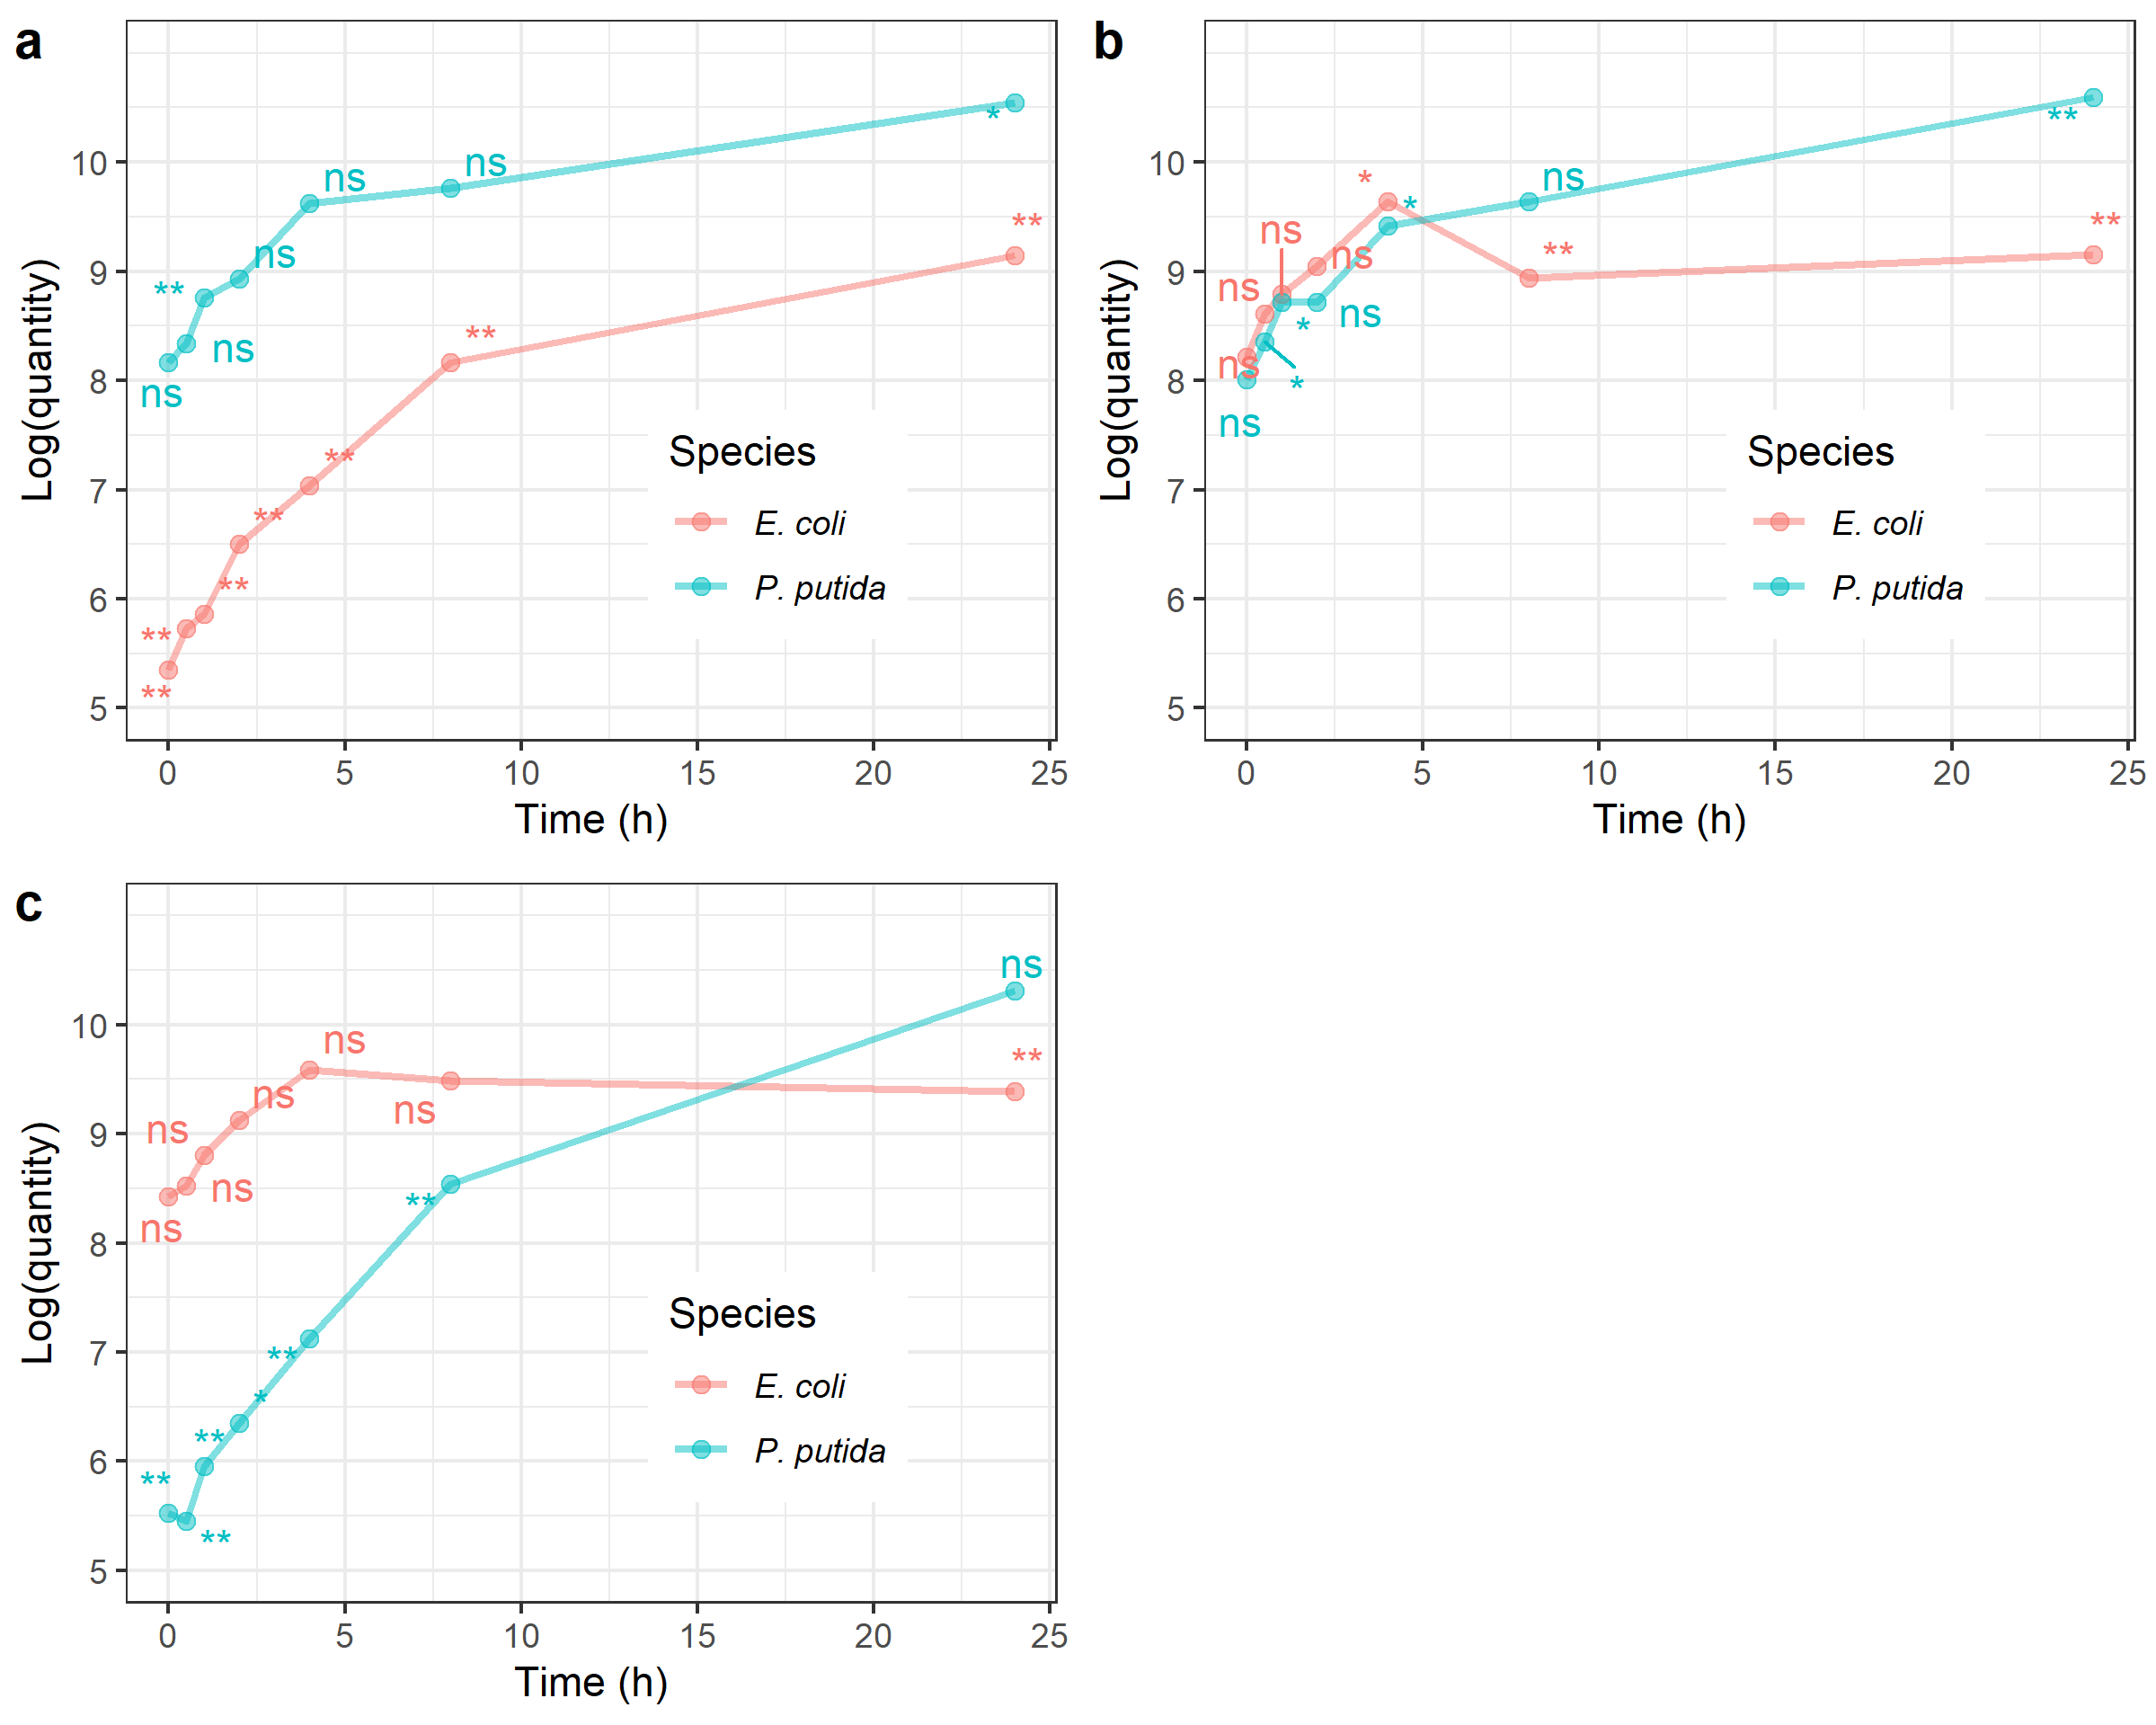 a
Log(quantity)
10
9
8
7
6
5
*
ns
ns
**
ns
**
ns
ns
**
**
**
**
**
**
Species
E. coli
P. putida
0 5 10 15 20 25
Time (h)
b
Log(quantity)
10
9
8
7
6
5
**
*
ns
*
**
ns
**
ns
ns
*
ns
ns
*
ns
Species
E. coli
P. putida
0 5 10 15 20 25
Time (h)
c
Log(quantity)
10
9
8
7
6
5
ns
ns
**
ns
ns
ns
ns
**
ns
**
*
**
**
**
Species
E. coli
P. putida
0 5 10 15 20 25
Time (h)